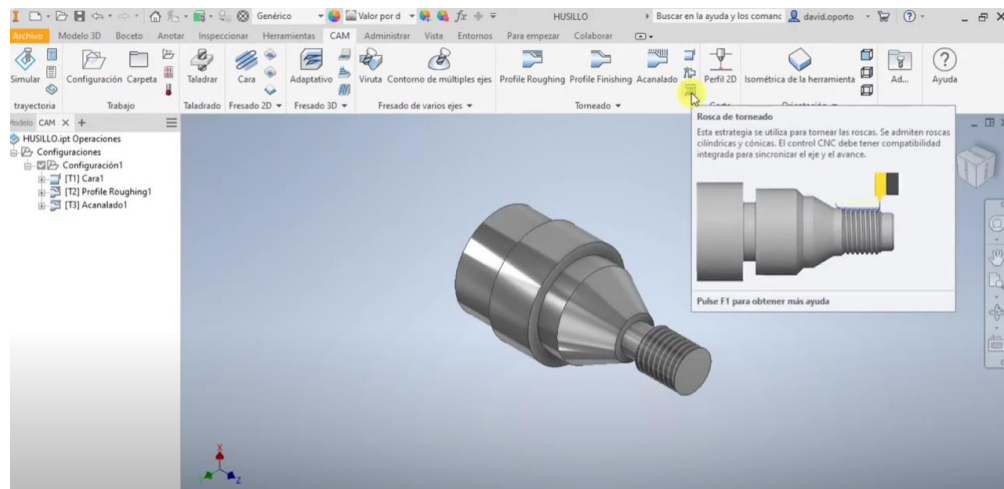 Genérico
Valor por d
HUSILLO
Buscar en la ayuda y los comanc
david.oporto
Archivo Modelo 3D Boceto Anotar Inspeccionar Herramientas CAM Administrar Vista Entornos Para empezar Colaborar
Simular Configuración Carpeta Taladrar Cara Adaptativo Viruta Contorno de múltiples ejes Profile Roughing Profile Finishing Acanalado Perfil 2D Isométrica de la herramienta Ad... Ayuda
trayectoria Trabajo Taladrado Fresado 2D Fresado 3D Fresado de varios ejes Torneado
CAM X +
HUSILLO.ipt Operaciones
Configuraciones
Configuración1
[T1] Cara1
[T2] Profile Roughing1
[T3] Acanalado1
Rosca de torneado
Esta estrategia se utiliza para tornear las roscas. Se admiten roscas
cilíndricas y cónicas. El control CNC debe tener compatibilidad
integrada para sincronizar el eje y el avance.
Pulse F1 para obtener más ayuda
X
Z